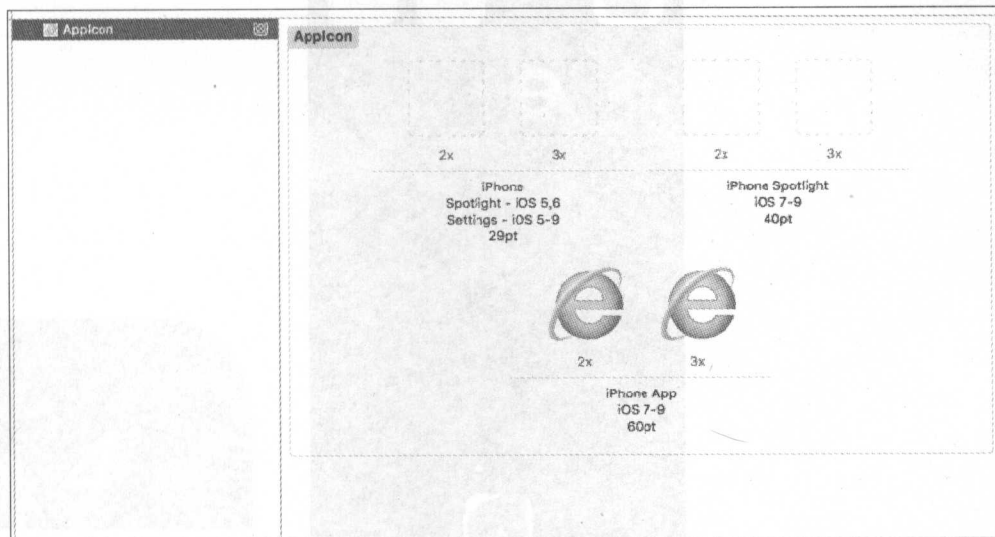 AppIcon
AppIcon
2x
3x
2x
3x
iPhone
Spotlight - iOS 5,6
Settings - iOS 5-9
29pt
iPhone Spotlight
iOS 7-9
40pt
2x
3x
iPhone App
iOS 7-9
60pt